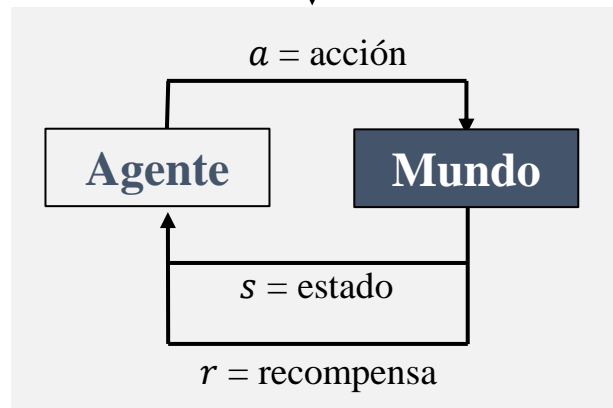 a = acción
Agente
Mundo
s = estado
r = recompensa